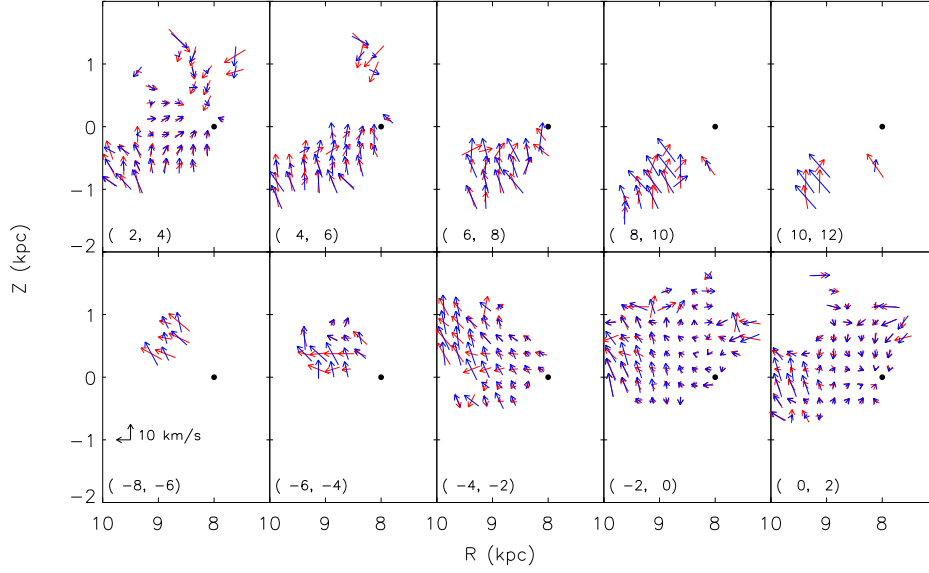 1
0
−1
−2
( 2, 4)
( 4, 6)
( 6, 8)
( 8, 10)
( 10, 12)
Z (kpc)
1
0
−1
−2
10 km/s
( −8, −6)
( −6, −4)
( −4, −2)
( −2, 0)
( 0, 2)
10 9 8 10 9 8 10 9 8 10 9 8 10 9 8
R (kpc)